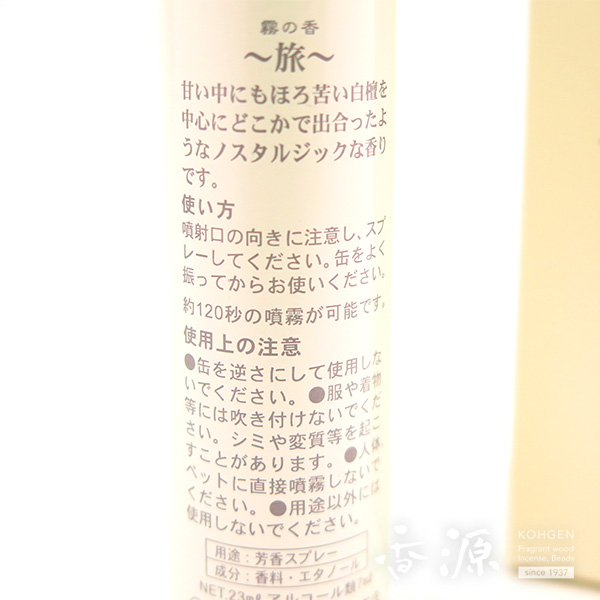 霧の香
〜旅〜
甘い中にもほろ苦い白檀を
中心にどこかで出合ったよ
うなノスタルジックな香り
です。
使い方
噴射口の向きに注意し、スプ
レーしてください。缶をよく
振ってからお使いください。
約120秒の噴霧が可能です。
使用上の注意
●缶を逆さにして使用しな
いでください。●服や着物
等には吹き付けないでくだ
さい。シミや変質等を起こ
すことがあります。●人体、
ペットに直接噴霧しないで
ください。●用途以外には
使用しないでください。
用途：芳香スプレー
成分：香料・エタノール
NET.23mℓ アルコール類
香源
KOHGEN
Fragrant wood
Incense, Beads
since 1937